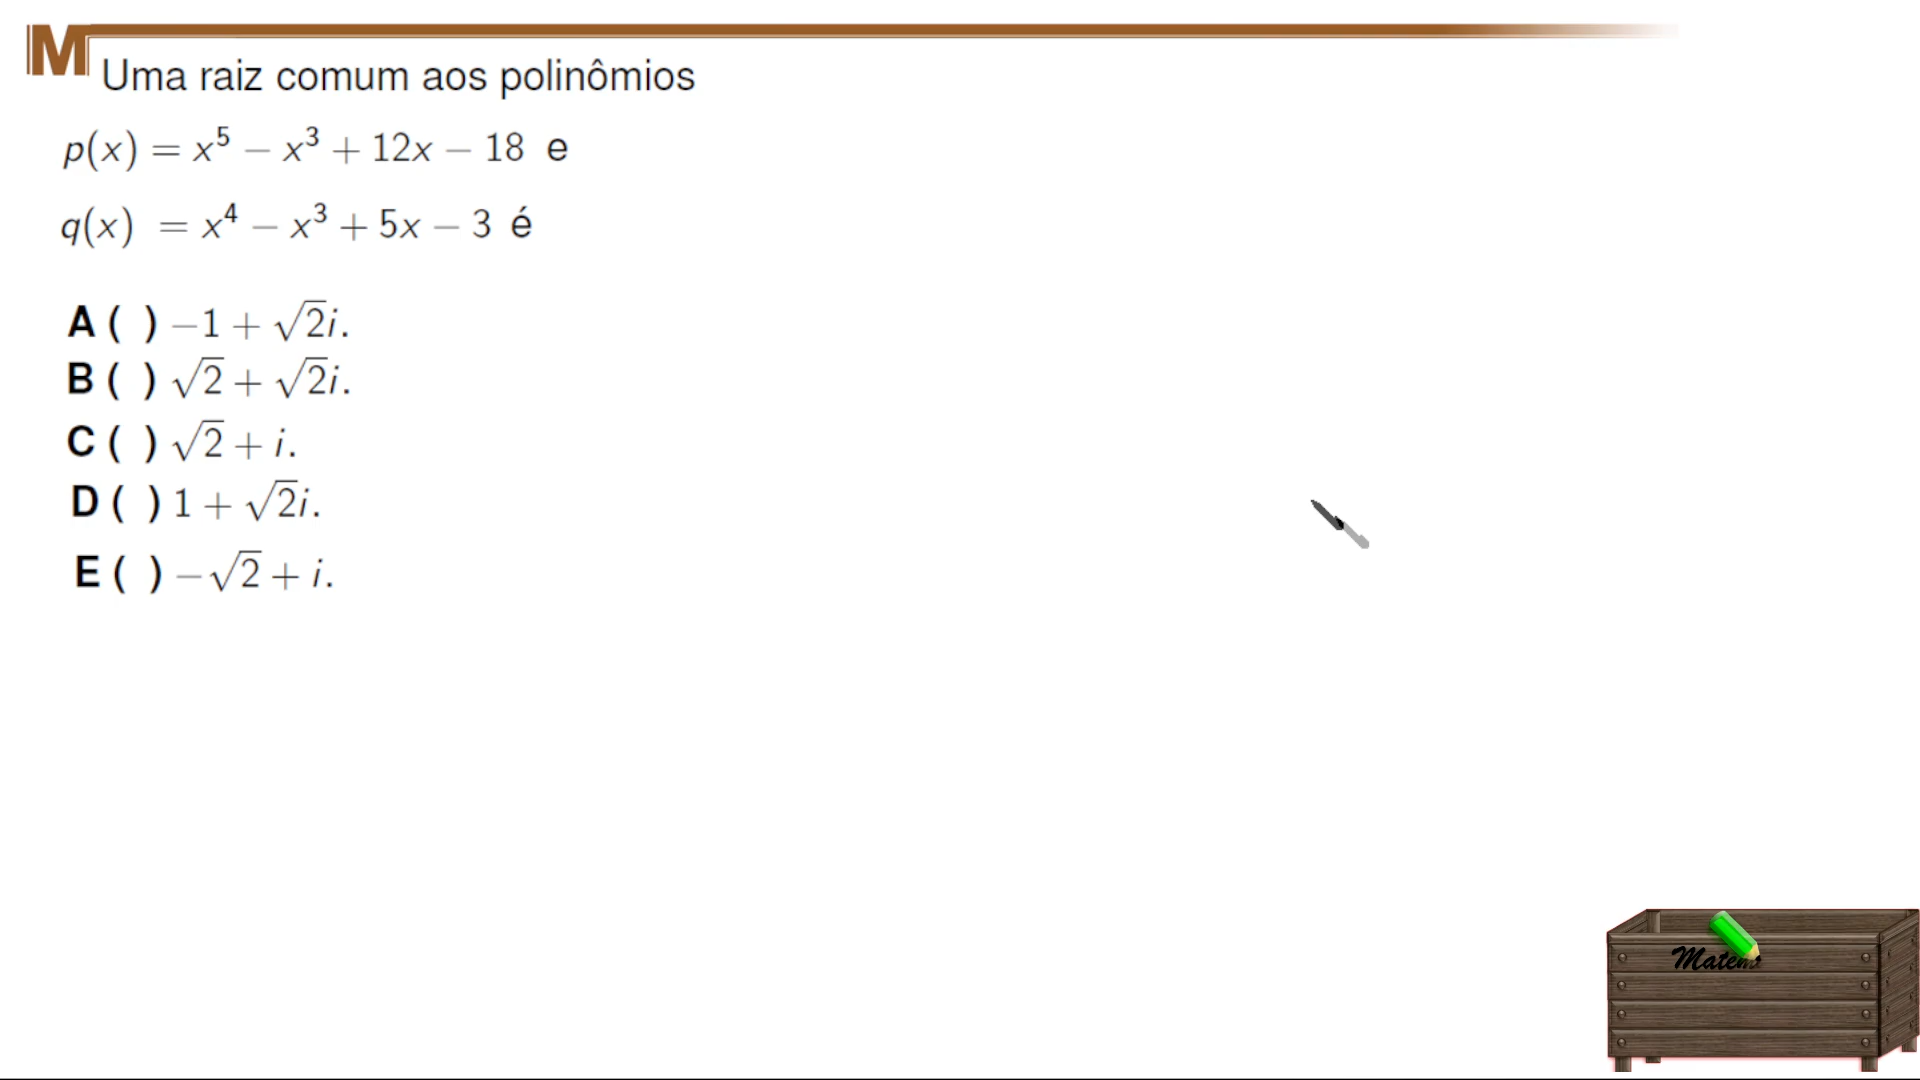 M
Uma raiz comum aos polinômios
p(x) = x⁵ − x³ + 12x − 18 e
q(x) = x⁴ − x³ + 5x − 3 é
A ( ) −1 + √2i.
B ( ) √2 + √2i.
C ( ) √2 + i.
D ( ) 1 + √2i.
E ( ) −√2 + i.